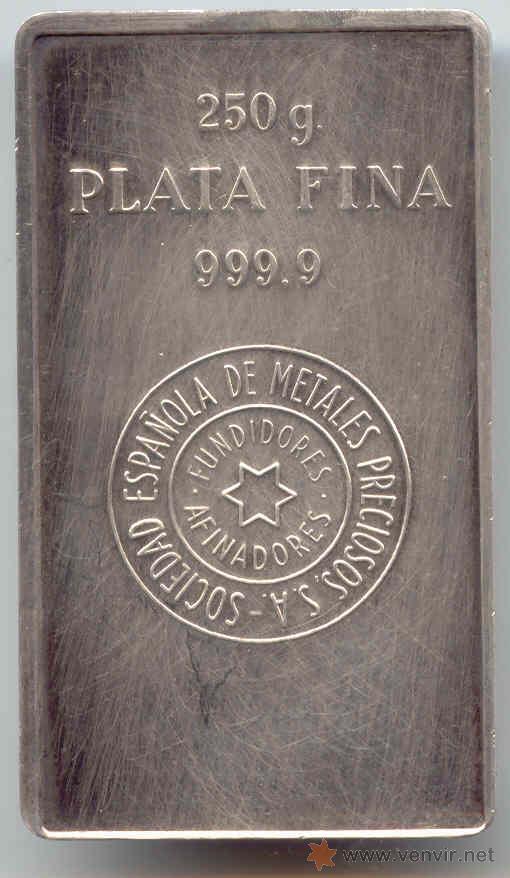 250 g.
PLATA FINA
999.9
SOCIEDAD ESPAÑOLA DE METALES PRECIOSOS, S.A.-
· FUNDIDORES ·
AFINADORES
www.venvir.net